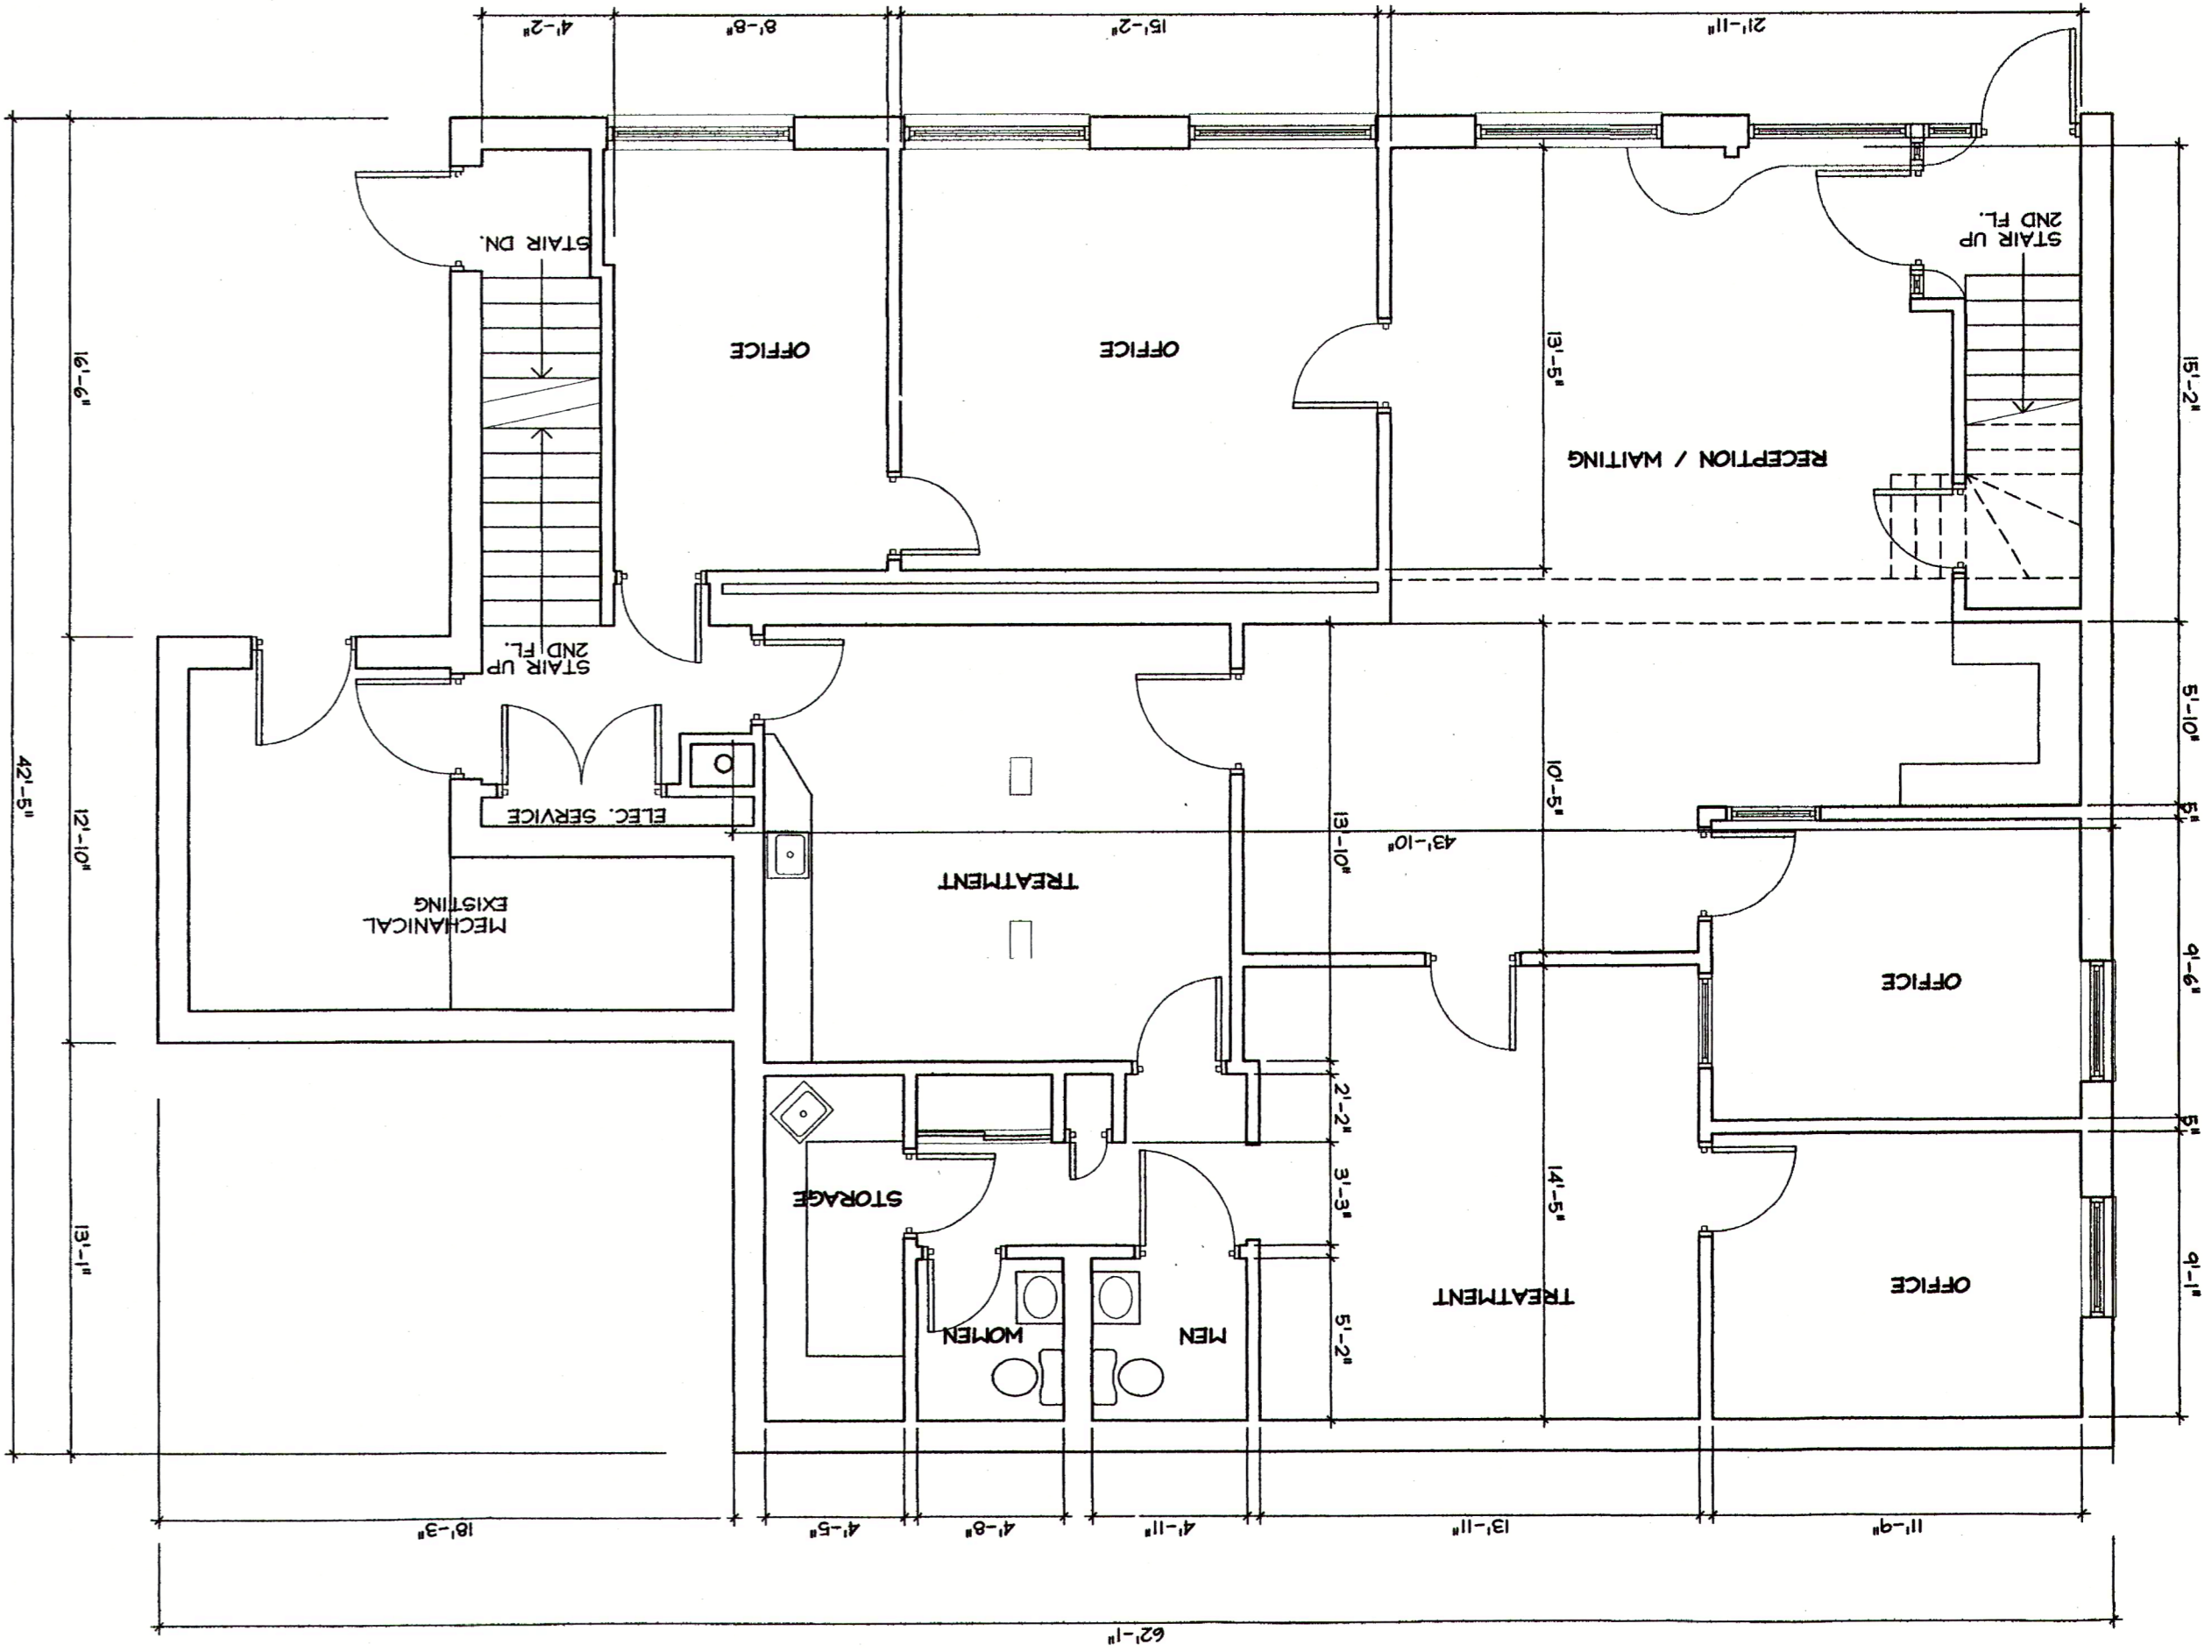 62'-1"
11'-9"
13'-11"
4'-11"
4'-8"
4'-5"
18'-3"
9'-1"
OFFICE
TREATMENT
14'-5"
5'-2"
MEN
WOMEN
STORAGE
3'-3"
2'-2"
13'-1"
5"
9'-6"
OFFICE
5"
43'-10"
10'-5"
13'-10"
TREATMENT
MECHANICAL
EXISTING
ELEC. SERVICE
12'-10"
42'-5"
5'-10"
STAIR UP
2ND FL.
RECEPTION / WAITING
15'-2"
13'-5"
OFFICE
OFFICE
16'-6"
STAIR UP
2ND FL.
STAIR DN.
21'-11"
15'-2"
8'-8"
4'-2"